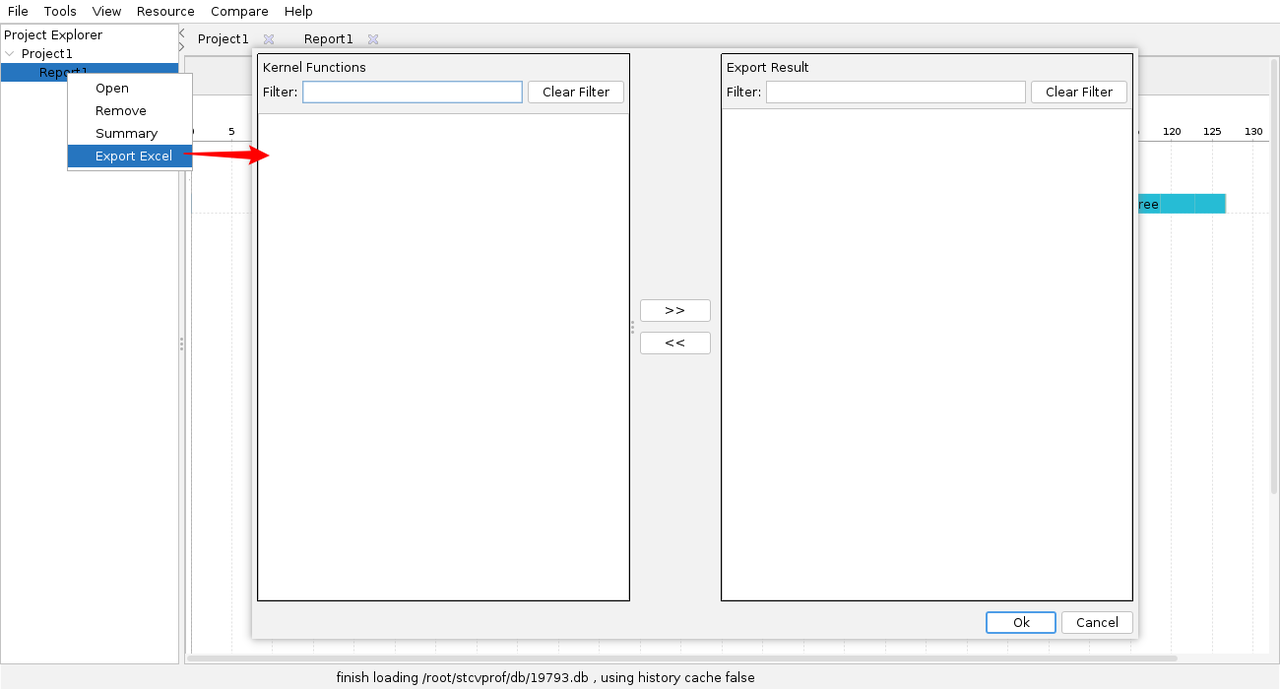 File Tools View Resource Compare Help
Project Explorer
Project1
Report1
Open
Remove
Summary
Export Excel
Project1 Report1
Kernel Functions
Filter: Clear Filter
>>
<<
Export Result
Filter: Clear Filter
5 120 125 130
ree
Ok Cancel
finish loading /root/stcvprof/db/19793.db , using history cache false